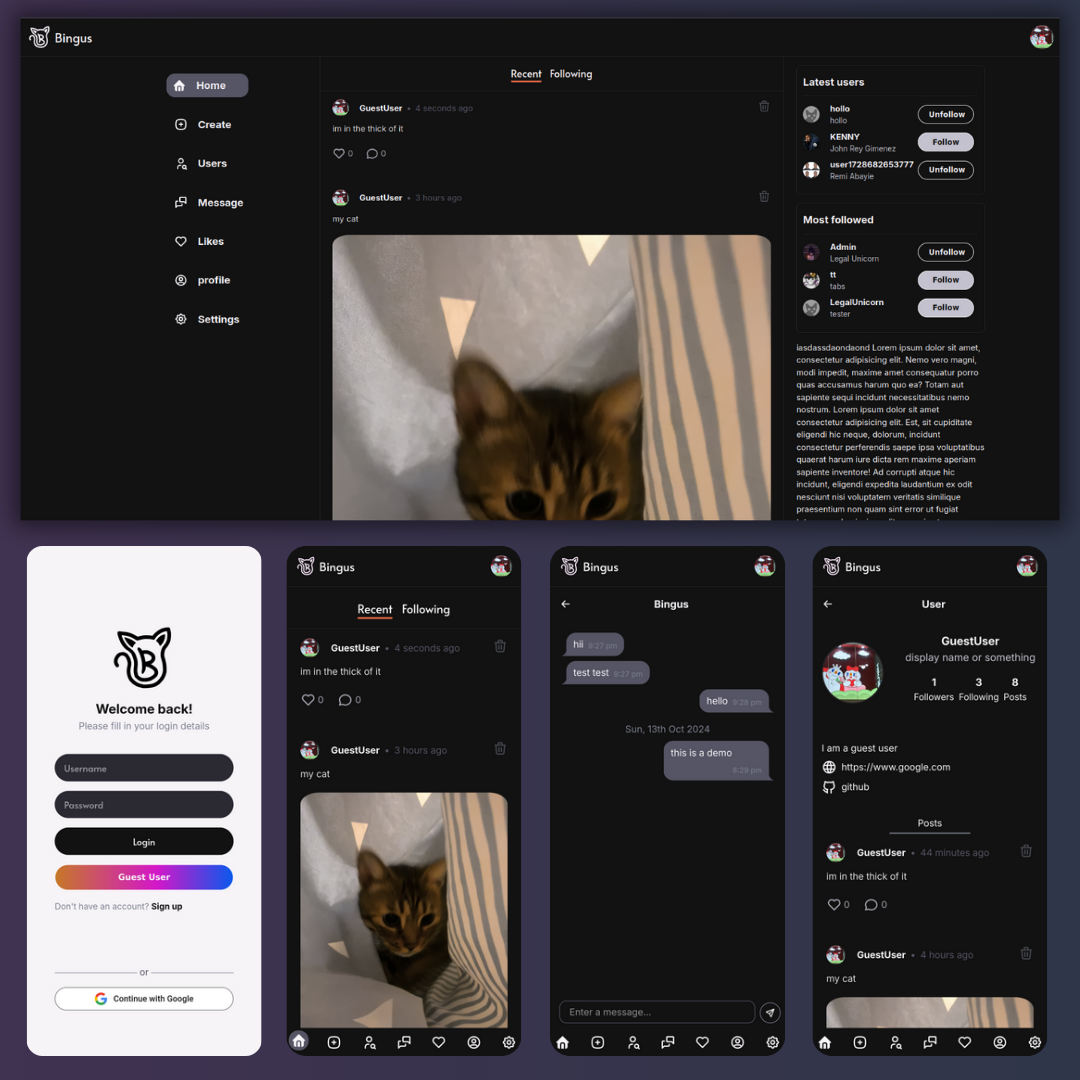 Bingus
Home
Create
Users
Message
Likes
profile
Settings
Recent Following
GuestUser • 4 seconds ago
im in the thick of it
0 0
GuestUser • 3 hours ago
my cat
Latest users
hollo
hollo
Unfollow
KENNY
John Rey Gimenez
Follow
user1728682653777
Remi Abayie
Unfollow
Most followed
Admin
Legal Unicorn
Unfollow
tt
tabs
Follow
LegalUnicorn
tester
Follow
iasdassdaondaond Lorem ipsum dolor sit amet,
consectetur adipisicing elit. Nemo vero magni,
modi impedit, maxime amet consequatur porro
quas accusamus harum quo ea? Totam aut
sapiente sequi incidunt necessitatibus nemo
nostrum. Lorem ipsum dolor sit amet
consectetur adipisicing elit. Est, sit cupiditate
eligendi hic neque, dolorum, incidunt
consectetur perferendis saepe ipsa voluptatibus
quaerat harum iure dicta rem maxime aperiam
sapiente inventore! Ad corrupti atque hic
incidunt, eligendi expedita laudantium ex odit
nesciunt nisi voluptatem veritatis similique
praesentium non quam sint error ut fugiat
B
Welcome back!
Please fill in your login details
Username
Password
Login
Guest User
Don't have an account? Sign up
or
Continue with Google
Bingus
Recent Following
GuestUser • 4 seconds ago
im in the thick of it
0 0
GuestUser • 3 hours ago
my cat
Bingus
Bingus
hii 9:27 pm
test test 9:27 pm
hello 9:28 pm
Sun, 13th Oct 2024
this is a demo
8:29 pm
Enter a message...
Bingus
User
GuestUser
display name or something
1 3 8
Followers Following Posts
I am a guest user
https://www.google.com
github
Posts
GuestUser • 44 minutes ago
im in the thick of it
0 0
GuestUser • 4 hours ago
my cat